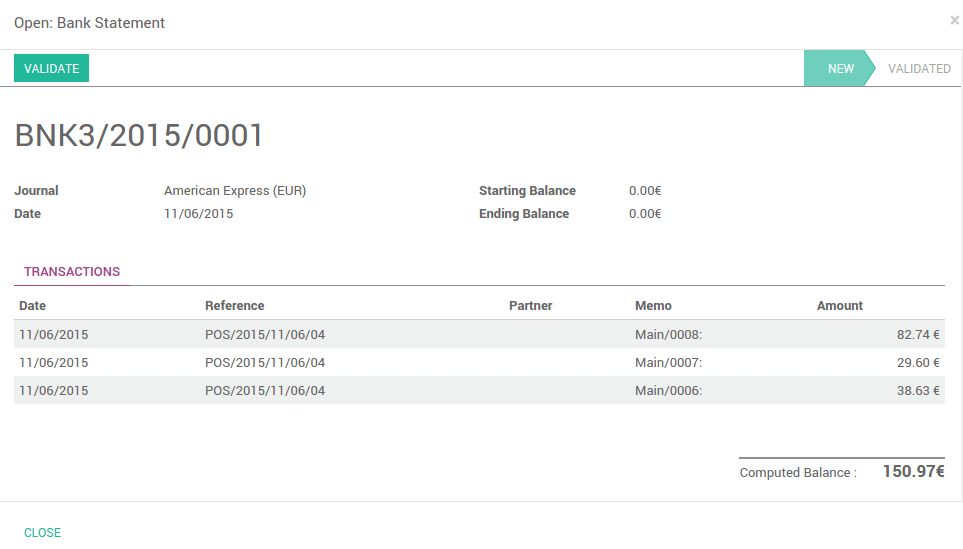 Open: Bank Statement ×
VALIDATE NEW VALIDATED
BNK3/2015/0001
Journal American Express (EUR) Starting Balance 0.00€
Date 11/06/2015 Ending Balance 0.00€
TRANSACTIONS
Date Reference Partner Memo Amount
11/06/2015 POS/2015/11/06/04 Main/0008: 82.74 €
11/06/2015 POS/2015/11/06/04 Main/0007: 29.60 €
11/06/2015 POS/2015/11/06/04 Main/0006: 38.63 €
Computed Balance : 150.97€
CLOSE